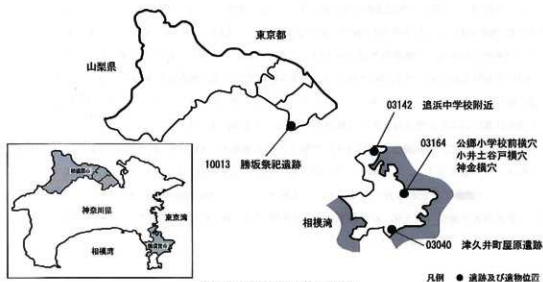 東京都
山梨県
10013 勝坂祭祀遺跡
03142 追浜中学校附近
03164 公郷小学校前横穴
小井土谷戸横穴
神金横穴
相模湾
03040 津久井町屋原遺跡
神奈川県
東京湾
相模湾
凡例 ● 遺跡及び遺物位置